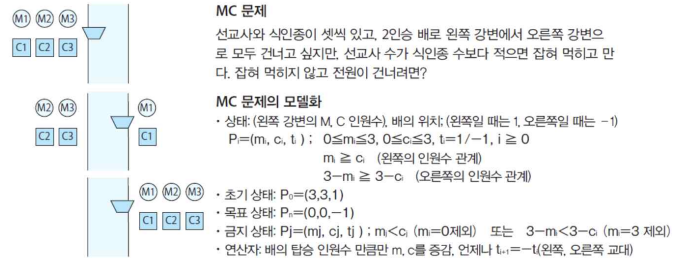 MC 문제
M1 M2 M3
C1 C2 C3
선교사와 식인종이 셋씩 있고, 2인승 배로 왼쪽 강변에서 오른쪽 강변으
로 모두 건너고 싶지만, 선교사 수가 식인종 수보다 적으면 잡혀 먹히고 만
다. 잡혀 먹히지 않고 전원이 건너려면?
M2 M3 M1
C2 C3 C1
MC 문제의 모델화
• 상태: (왼쪽 강변의 M, C 인원수), 배의 위치; (왼쪽일 때는 1, 오른쪽일 때는 -1)
Pi=(mi, ci, ti ) ; 0≦mi≦3, 0≦ci≦3, ti=1/-1, i ≧ 0
mi ≧ ci (왼쪽의 인원수 관계)
3-mi ≧ 3-ci (오른쪽의 인원수 관계)
M1 M2 M3
C1 C2 C3
• 초기 상태: P0=(3,3,1)
• 목표 상태: Pn=(0,0,-1)
• 금지 상태: Pj=(mj, cj, tj ) ; mi<ci (mi=0제외) 또는 3-mi<3-ci (mi=3 제외)
• 연산자: 배의 탑승 인원수 만큼만 m, c를 증감, 언제나 ti+1=-ti(왼쪽, 오른쪽 교대)